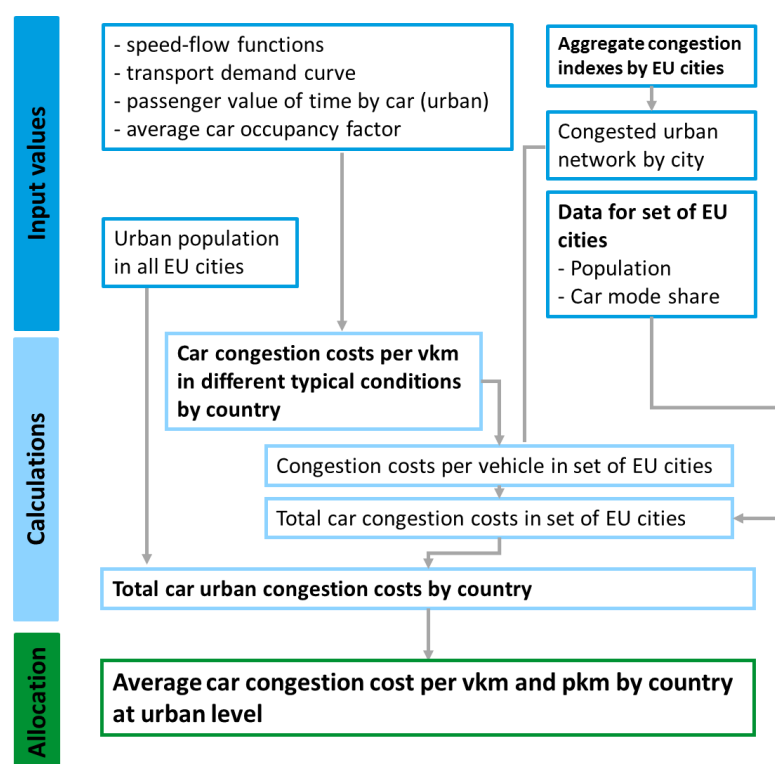 Input values
- speed-flow functions
- transport demand curve
- passenger value of time by car (urban)
- average car occupancy factor
Aggregate congestion
indexes by EU cities
Congested urban
network by city
Data for set of EU
cities
- Population
- Car mode share
Urban population
in all EU cities
Calculations
Car congestion costs per vkm
in different typical conditions
by country
Congestion costs per vehicle in set of EU cities
Total car congestion costs in set of EU cities
Total car urban congestion costs by country
Allocation
Average car congestion cost per vkm and pkm by country
at urban level